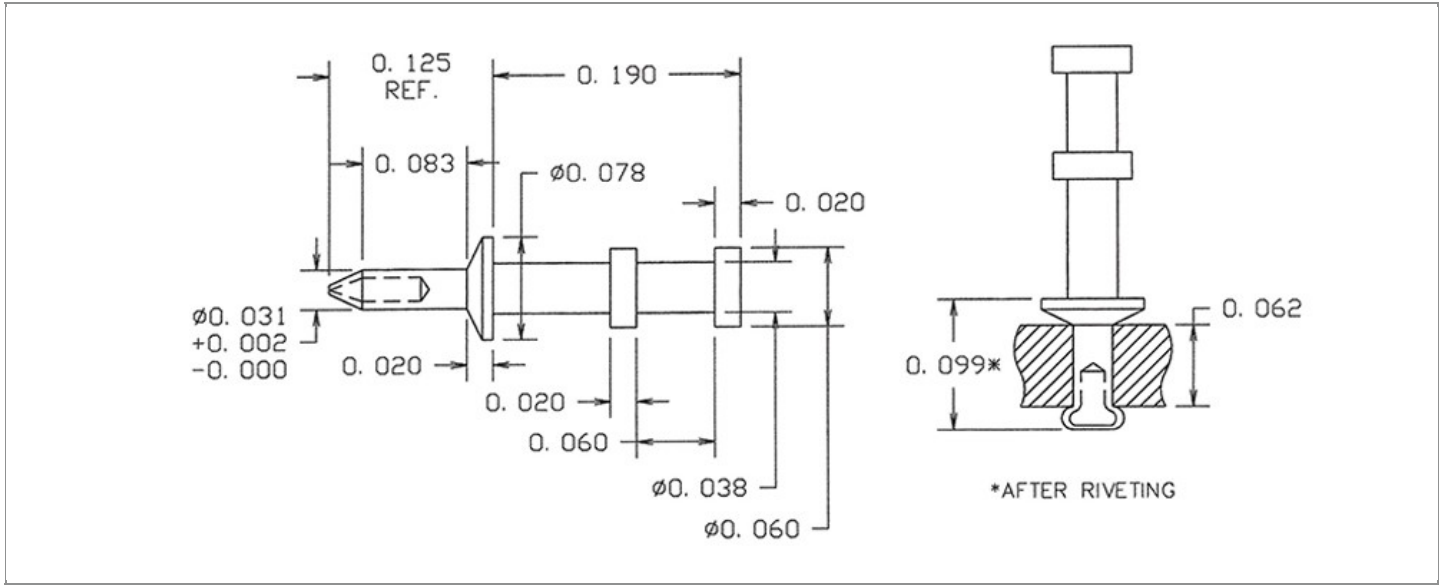 0. 125
REF.
0. 190
0. 083
ø0. 078
0. 020
ø0. 031
+0. 002
-0. 000
0. 020
0. 020
0. 060
ø0. 038
ø0. 060
0. 062
0. 099*
*AFTER RIVETING